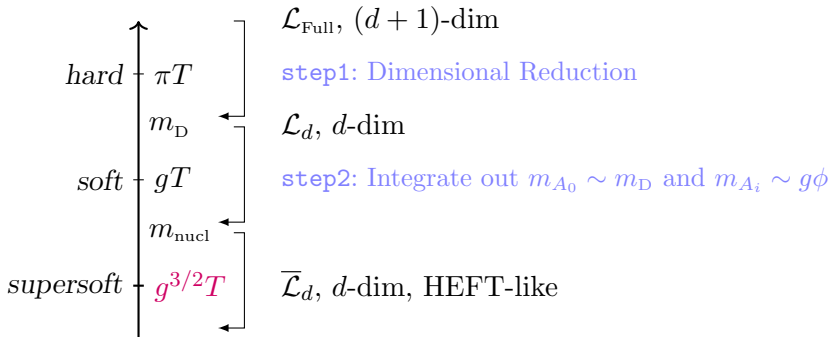 𝓛_Full, (d + 1)-dim
hard πT step1: Dimensional Reduction
m_D
𝓛_d, d-dim
soft gT step2: Integrate out m_{A_0} ∼ m_D and m_{A_i} ∼ gϕ
m_nucl
supersoft g^{3/2}T 𝓛̅_d, d-dim, HEFT-like